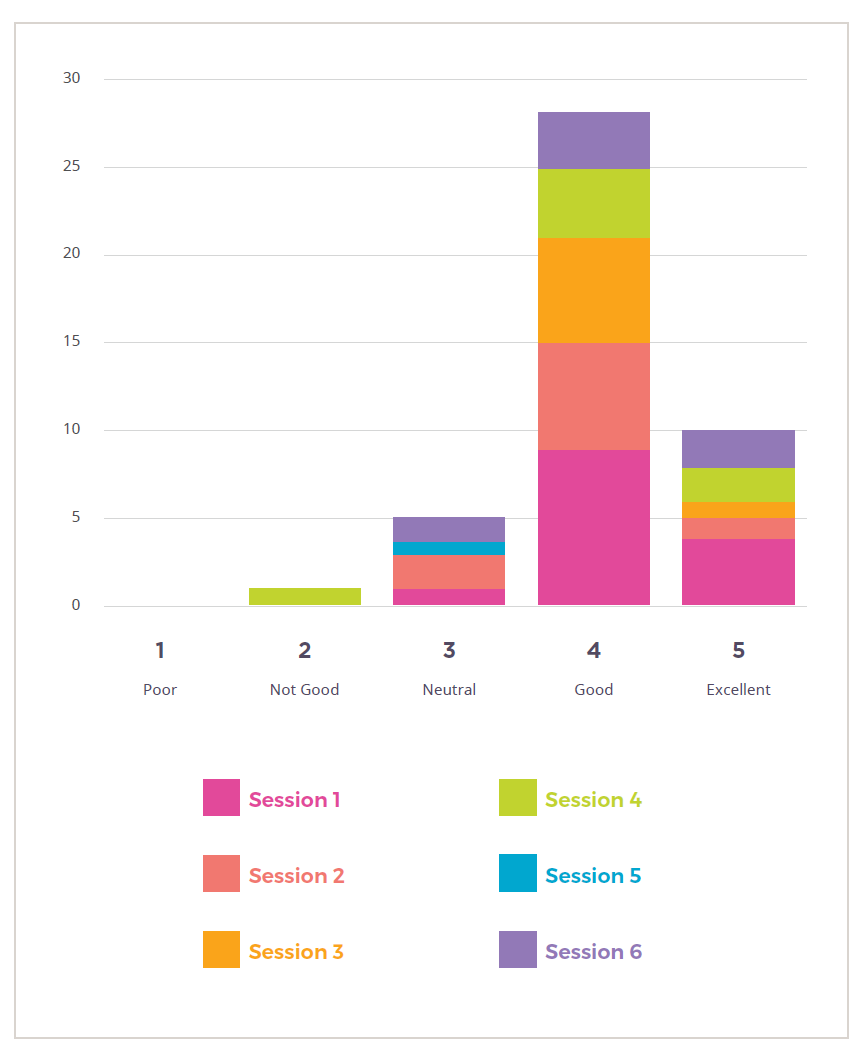 30
25
20
15
10
5
0
1 2 3 4 5
Poor Not Good Neutral Good Excellent
Session 1 Session 4
Session 2 Session 5
Session 3 Session 6